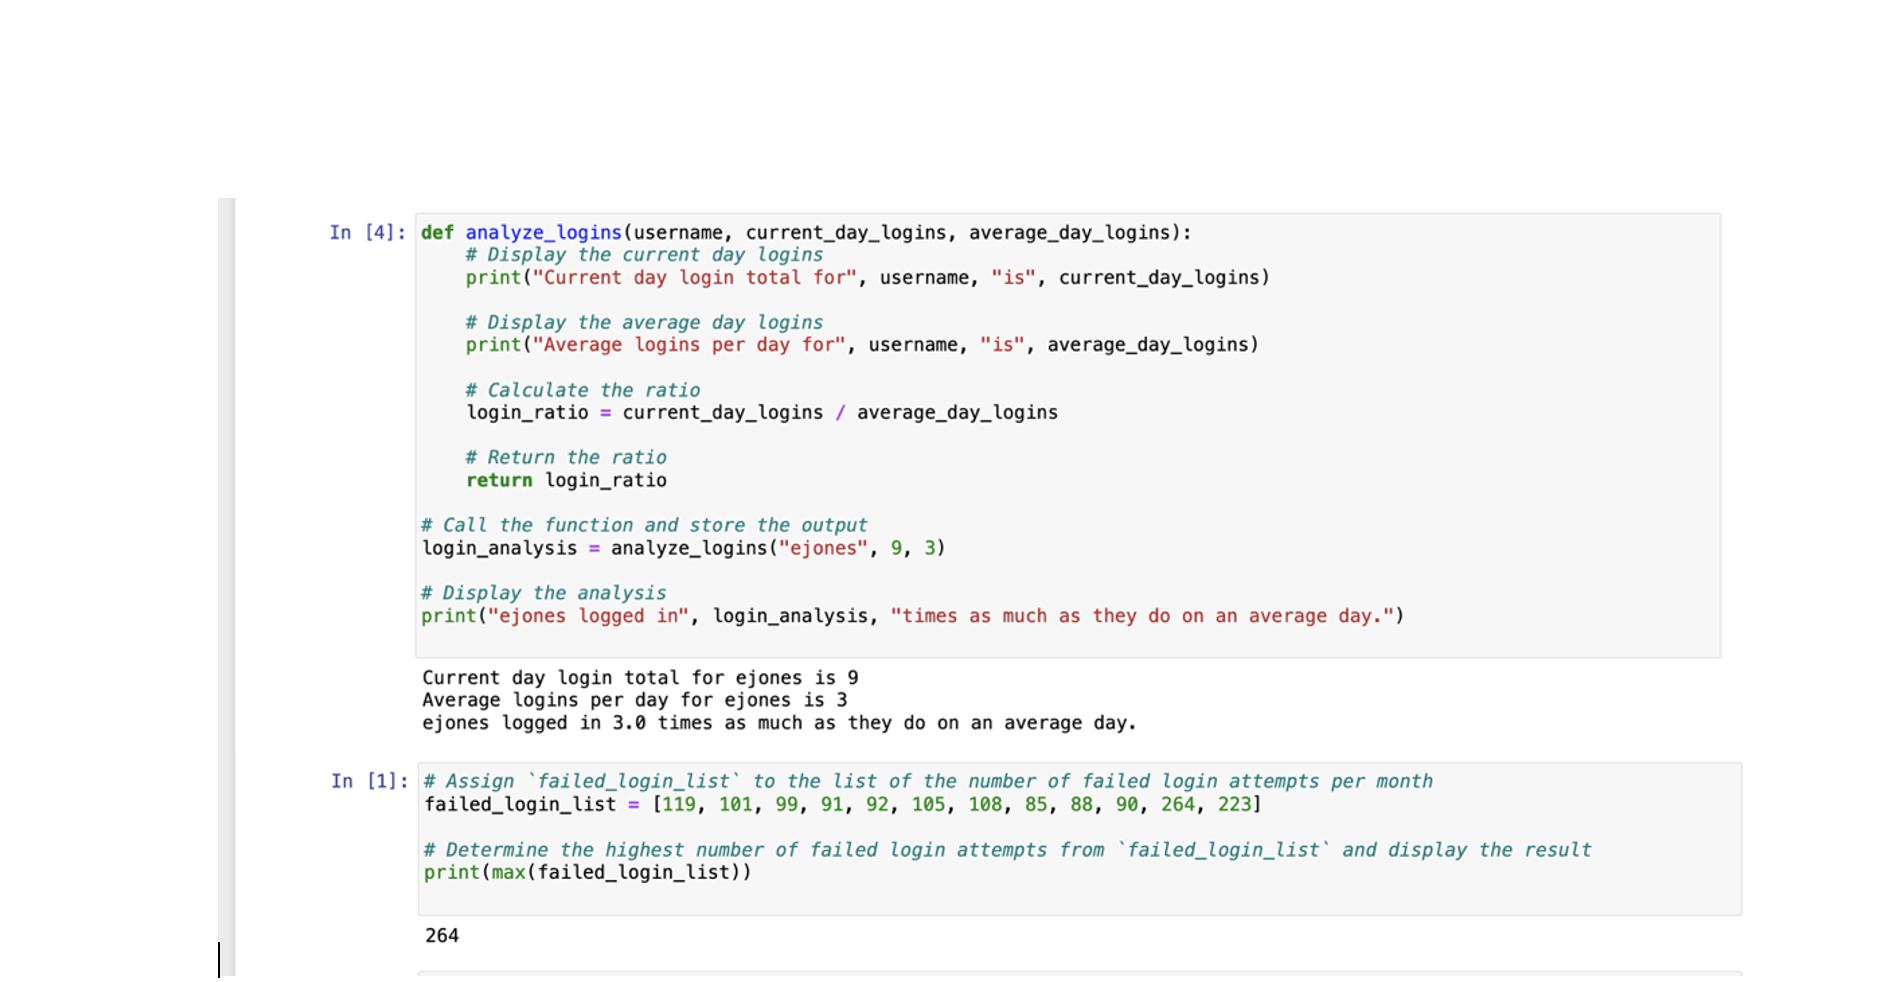 In [4]: def analyze_logins(username, current_day_logins, average_day_logins):
# Display the current day logins
print("Current day login total for", username, "is", current_day_logins)
# Display the average day logins
print("Average logins per day for", username, "is", average_day_logins)
# Calculate the ratio
login_ratio = current_day_logins / average_day_logins
# Return the ratio
return login_ratio
# Call the function and store the output
login_analysis = analyze_logins("ejones", 9, 3)
# Display the analysis
print("ejones logged in", login_analysis, "times as much as they do on an average day.")
Current day login total for ejones is 9
Average logins per day for ejones is 3
ejones logged in 3.0 times as much as they do on an average day.
In [1]: # Assign `failed_login_list` to the list of the number of failed login attempts per month
failed_login_list = [119, 101, 99, 91, 92, 105, 108, 85, 88, 90, 264, 223]
# Determine the highest number of failed login attempts from `failed_login_list` and display the result
print(max(failed_login_list))
264